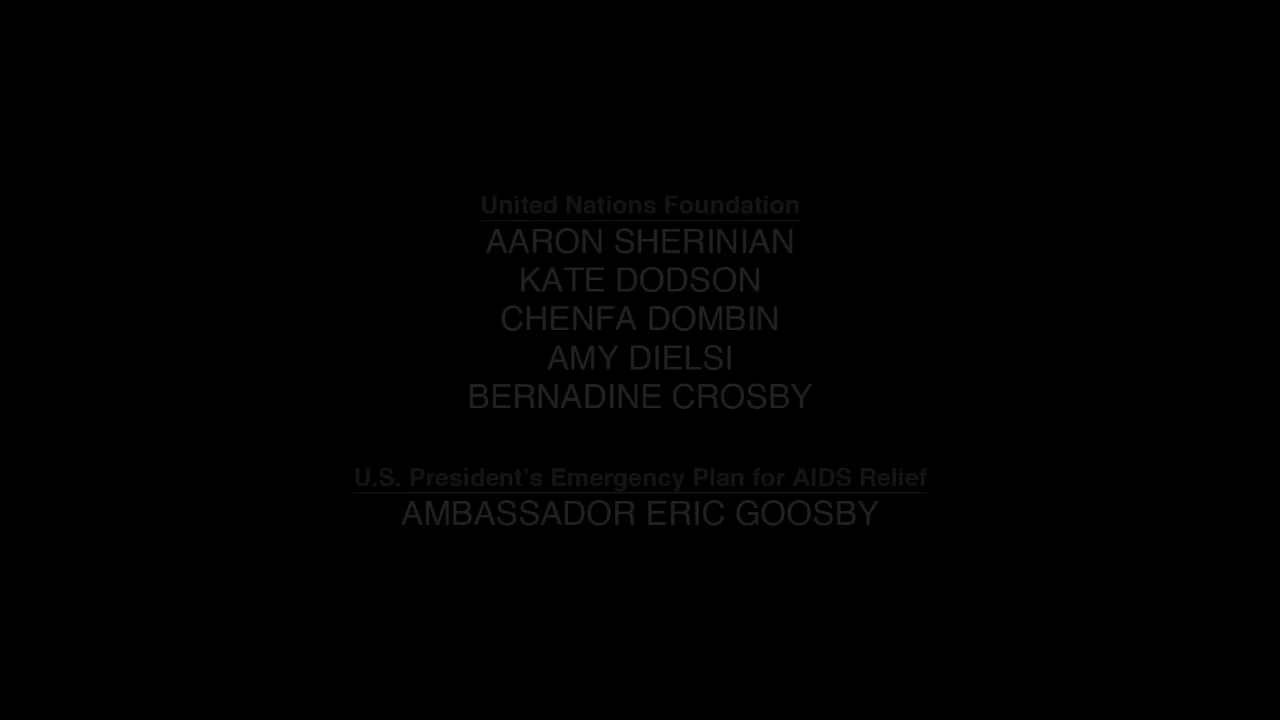 United Nations Foundation
AARON SHERINIAN
KATE DODSON
CHENFA DOMBIN
AMY DIELSI
BERNADINE CROSBY
U.S. President's Emergency Plan for AIDS Relief
AMBASSADOR ERIC GOOSBY